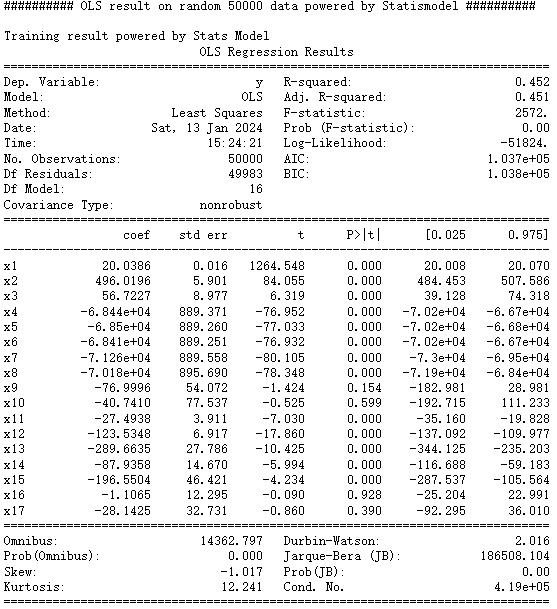 ########## OLS result on random 50000 data powered by Statismodel ##########
Training result powered by Stats Model
OLS Regression Results
==============================================================================
Dep. Variable: y R-squared: 0.452
Model: OLS Adj. R-squared: 0.451
Method: Least Squares F-statistic: 2572.
Date: Sat, 13 Jan 2024 Prob (F-statistic): 0.00
Time: 15:24:21 Log-Likelihood: -51824.
No. Observations: 50000 AIC: 1.037e+05
Df Residuals: 49983 BIC: 1.038e+05
Df Model: 16
Covariance Type: nonrobust
==============================================================================
coef std err t P>|t| [0.025 0.975]
------------------------------------------------------------------------------
x1 20.0386 0.016 1264.548 0.000 20.008 20.070
x2 496.0196 5.901 84.055 0.000 484.453 507.586
x3 56.7227 8.977 6.319 0.000 39.128 74.318
x4 -6.844e+04 889.371 -76.952 0.000 -7.02e+04 -6.67e+04
x5 -6.85e+04 889.260 -77.033 0.000 -7.02e+04 -6.68e+04
x6 -6.841e+04 889.251 -76.932 0.000 -7.02e+04 -6.67e+04
x7 -7.126e+04 889.558 -80.105 0.000 -7.3e+04 -6.95e+04
x8 -7.018e+04 895.690 -78.348 0.000 -7.19e+04 -6.84e+04
x9 -76.9996 54.072 -1.424 0.154 -182.981 28.981
x10 -40.7410 77.537 -0.525 0.599 -192.715 111.233
x11 -27.4938 3.911 -7.030 0.000 -35.160 -19.828
x12 -123.5348 6.917 -17.860 0.000 -137.092 -109.977
x13 -289.6635 27.786 -10.425 0.000 -344.125 -235.203
x14 -87.9358 14.670 -5.994 0.000 -116.688 -59.183
x15 -196.5504 46.421 -4.234 0.000 -287.537 -105.564
x16 -1.1065 12.295 -0.090 0.928 -25.204 22.991
x17 -28.1425 32.731 -0.860 0.390 -92.295 36.010
==============================================================================
Omnibus: 14362.797 Durbin-Watson: 2.016
Prob(Omnibus): 0.000 Jarque-Bera (JB): 186508.104
Skew: -1.017 Prob(JB): 0.00
Kurtosis: 12.241 Cond. No. 4.19e+05
==============================================================================